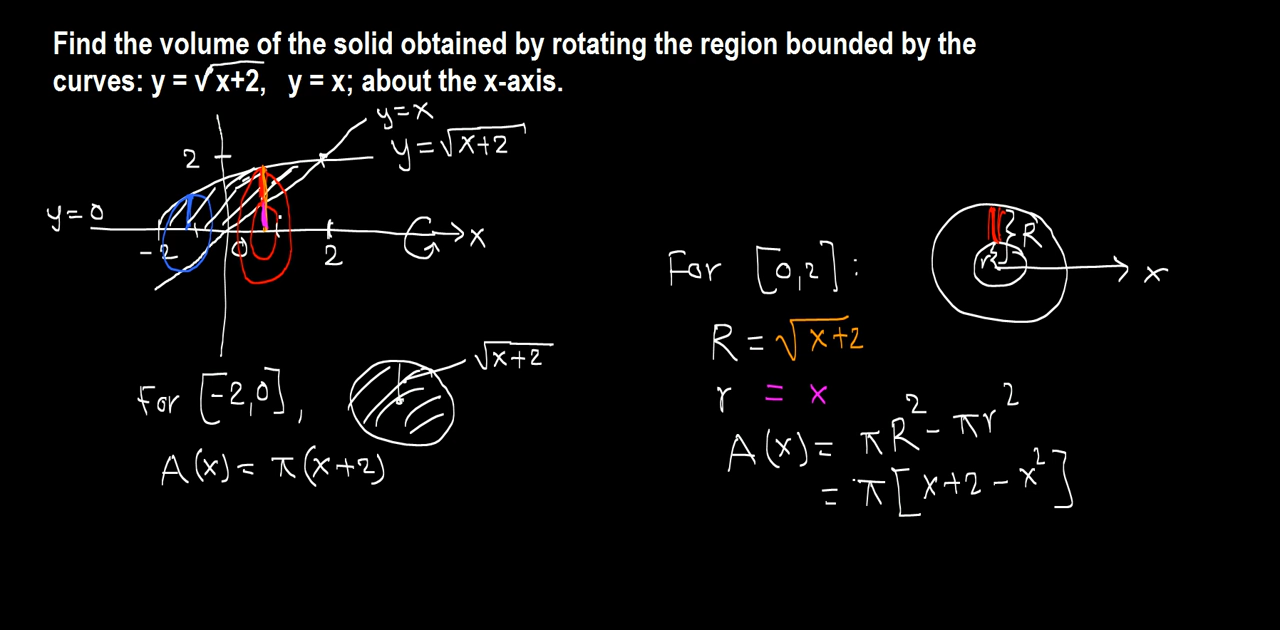 Find the volume of the solid obtained by rotating the region bounded by the
curves: y = √x+2, y = x; about the x-axis.
y=x
y=√x+2
2
y=0
-2
0
2
x
For [-2,0],
√x+2
A(x)= π(x+2)
For [0,2]:
R
r
x
R=√x+2
r = x
A(x)= πR²-πr²
= π[x+2-x²]